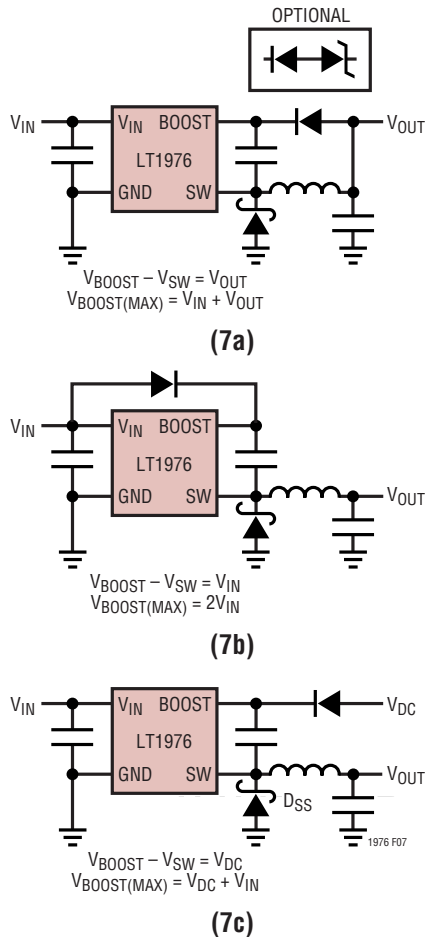 OPTIONAL
V_IN V_IN BOOST V_OUT
LT1976
GND SW
V_BOOST – V_SW = V_OUT
V_BOOST(MAX) = V_IN + V_OUT
(7a)
V_IN V_IN BOOST
LT1976
GND SW V_OUT
V_BOOST – V_SW = V_IN
V_BOOST(MAX) = 2V_IN
(7b)
V_IN V_IN BOOST V_DC
LT1976
GND SW V_OUT
D_SS
1976 F07
V_BOOST – V_SW = V_DC
V_BOOST(MAX) = V_DC + V_IN
(7c)